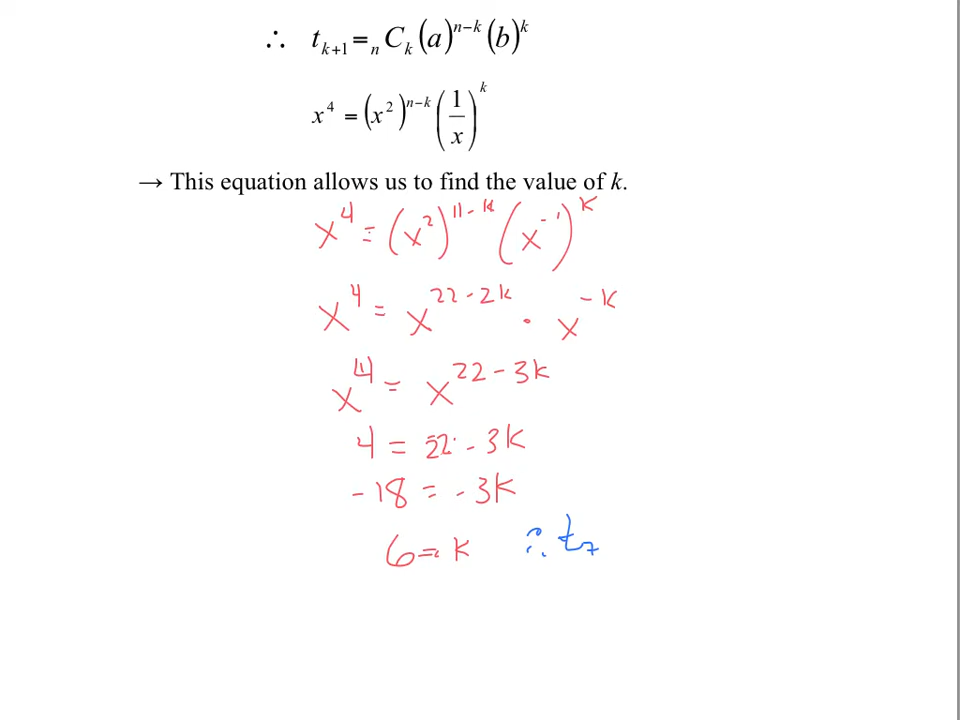 ∴ t_{k+1} = _nC_k (a)^{n−k} (b)^k
x^4 = (x^2)^{n−k} (1/x)^k
→ This equation allows us to find the value of k.
x^4 = (x^2)^{11-k} (x^{-1})^k
x^4 = x^{22-2k} · x^{-k}
x^4 = x^{22-3k}
4 = 22 - 3k
-18 = -3k
6 = k ∴ t_7